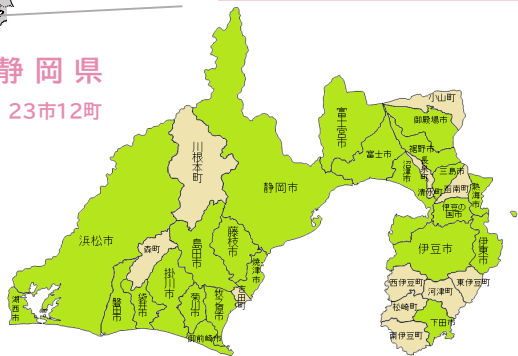 静岡県
23市12町
小山町
御殿場市
富士宮市
裾野市
富士市
長泉町
沼津市
三島市
清水町
函南町
熱海市
伊豆の
国市
川根本町
静岡市
藤枝市
島田市
浜松市
森町
焼津市
伊豆市
伊東市
掛川市
吉田町
西伊豆町
東伊豆町
河津町
湖西市
磐田市
袋井市
菊川市
牧之原市
松崎町
下田市
御前崎市
南伊豆町